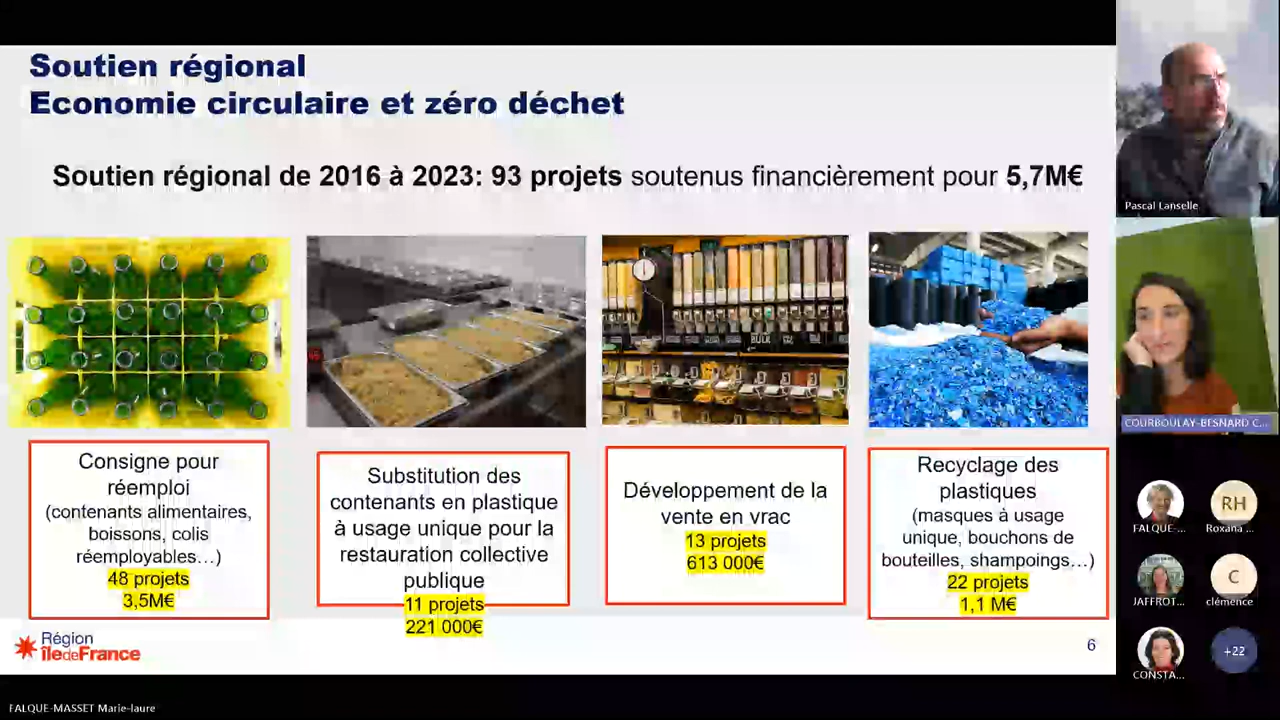 Soutien régional
Economie circulaire et zéro déchet
Soutien régional de 2016 à 2023: 93 projets soutenus financièrement pour 5,7M€
BULK
Consigne pour
réemploi
(contenants alimentaires,
boissons, colis
réemployables…)
48 projets
3,5M€
Substitution des
contenants en plastique
à usage unique pour la
restauration collective
publique
11 projets
221 000€
Développement de la
vente en vrac
13 projets
613 000€
Recyclage des
plastiques
(masques à usage
unique, bouchons de
bouteilles, shampoings…)
22 projets
1,1 M€
Région
îledeFrance
6
Pascal Lanselle
COURBOULAY-BESNARD C...
FALQUE-...
RH
Roxana ...
JAFFROT...
C
clémence
CONSTA...
+22
FALQUE-MASSET Marie-laure